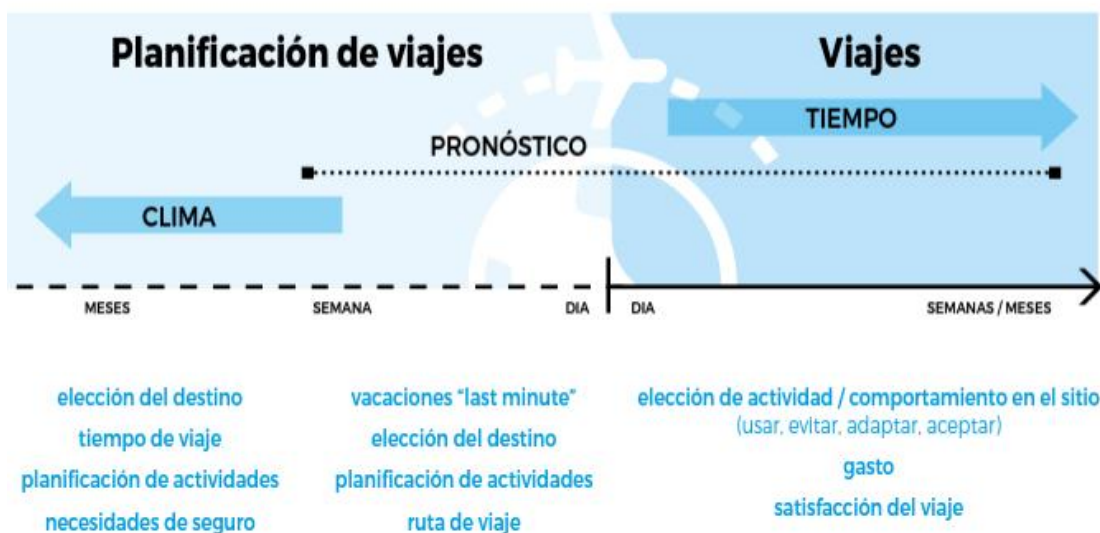 Planificación de viajes
Viajes
TIEMPO
PRONÓSTICO
CLIMA
MESES
SEMANA
DIA
DIA
SEMANAS / MESES
elección del destino
tiempo de viaje
planificación de actividades
necesidades de seguro
vacaciones “last minute”
elección del destino
planificación de actividades
ruta de viaje
elección de actividad / comportamiento en el sitio
(usar, evitar, adaptar, aceptar)
gasto
satisfacción del viaje